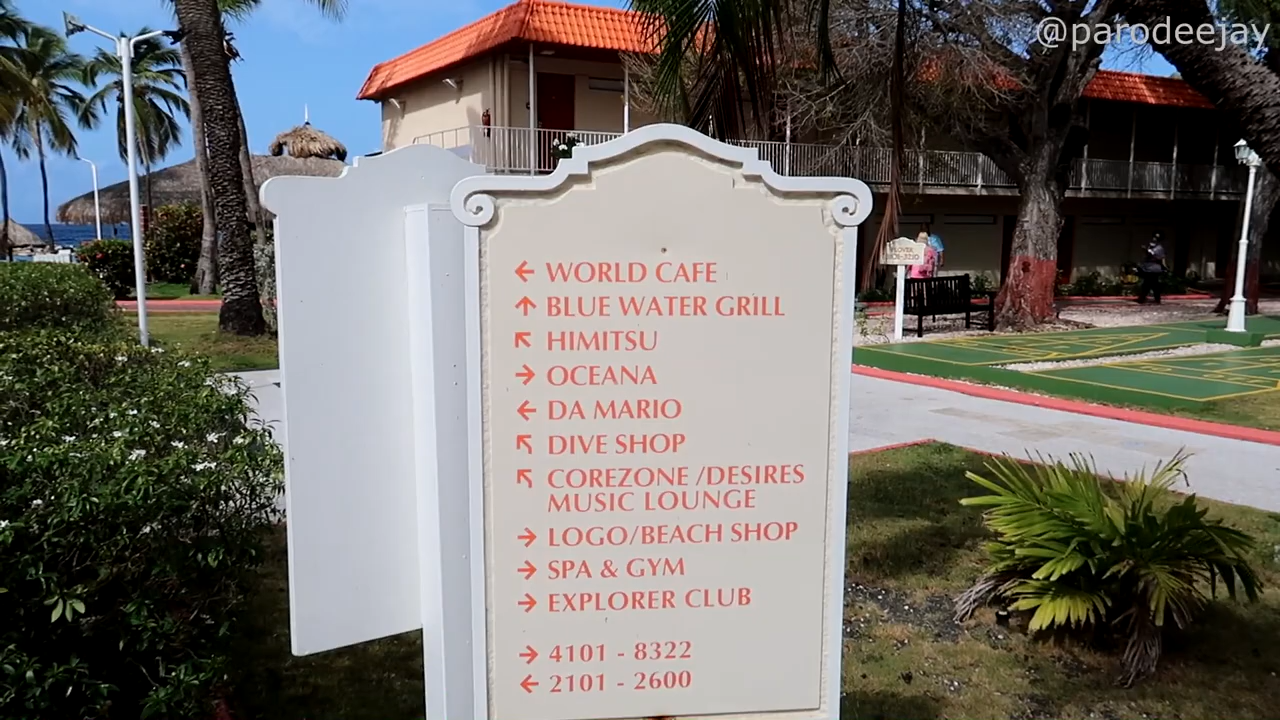 @parodeejay
← WORLD CAFE
↑ BLUE WATER GRILL
↖ HIMITSU
→ OCEANA
← DA MARIO
↖ DIVE SHOP
↖ COREZONE /DESIRES
MUSIC LOUNGE
→ LOGO/BEACH SHOP
→ SPA & GYM
→ EXPLORER CLUB
→ 4101 - 8322
← 2101 - 2600